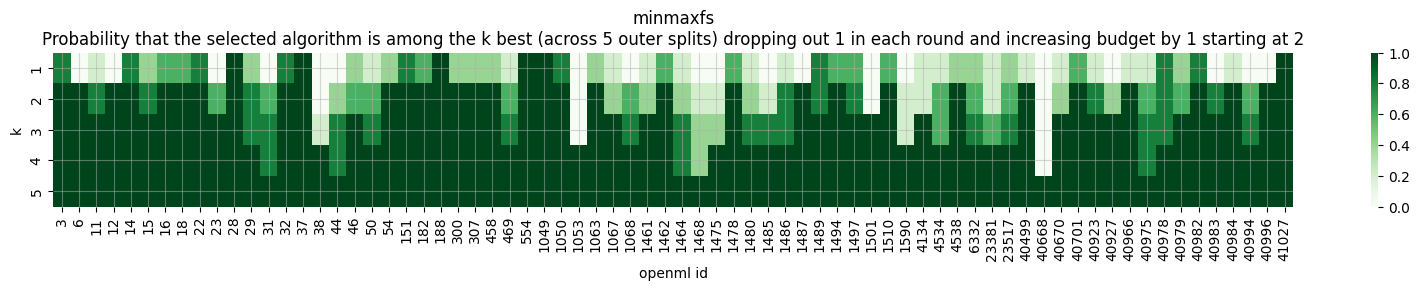 minmaxfs
Probability that the selected algorithm is among the k best (across 5 outer splits) dropping out 1 in each round and increasing budget by 1 starting at 2
k
1
2
3
4
5
3 6 11 12 14 15 16 18 22 23 28 29 31 32 37 38 44 46 50 54 151 182 188 300 307 458 469 554 1049 1050 1053 1063 1067 1068 1461 1462 1464 1468 1475 1478 1480 1485 1486 1487 1489 1494 1497 1501 1510 1590 4134 4534 4538 6332 23381 23517 40499 40668 40670 40701 40923 40927 40966 40975 40978 40979 40982 40983 40984 40994 40996 41027
openml id
1.0
0.8
0.6
0.4
0.2
0.0